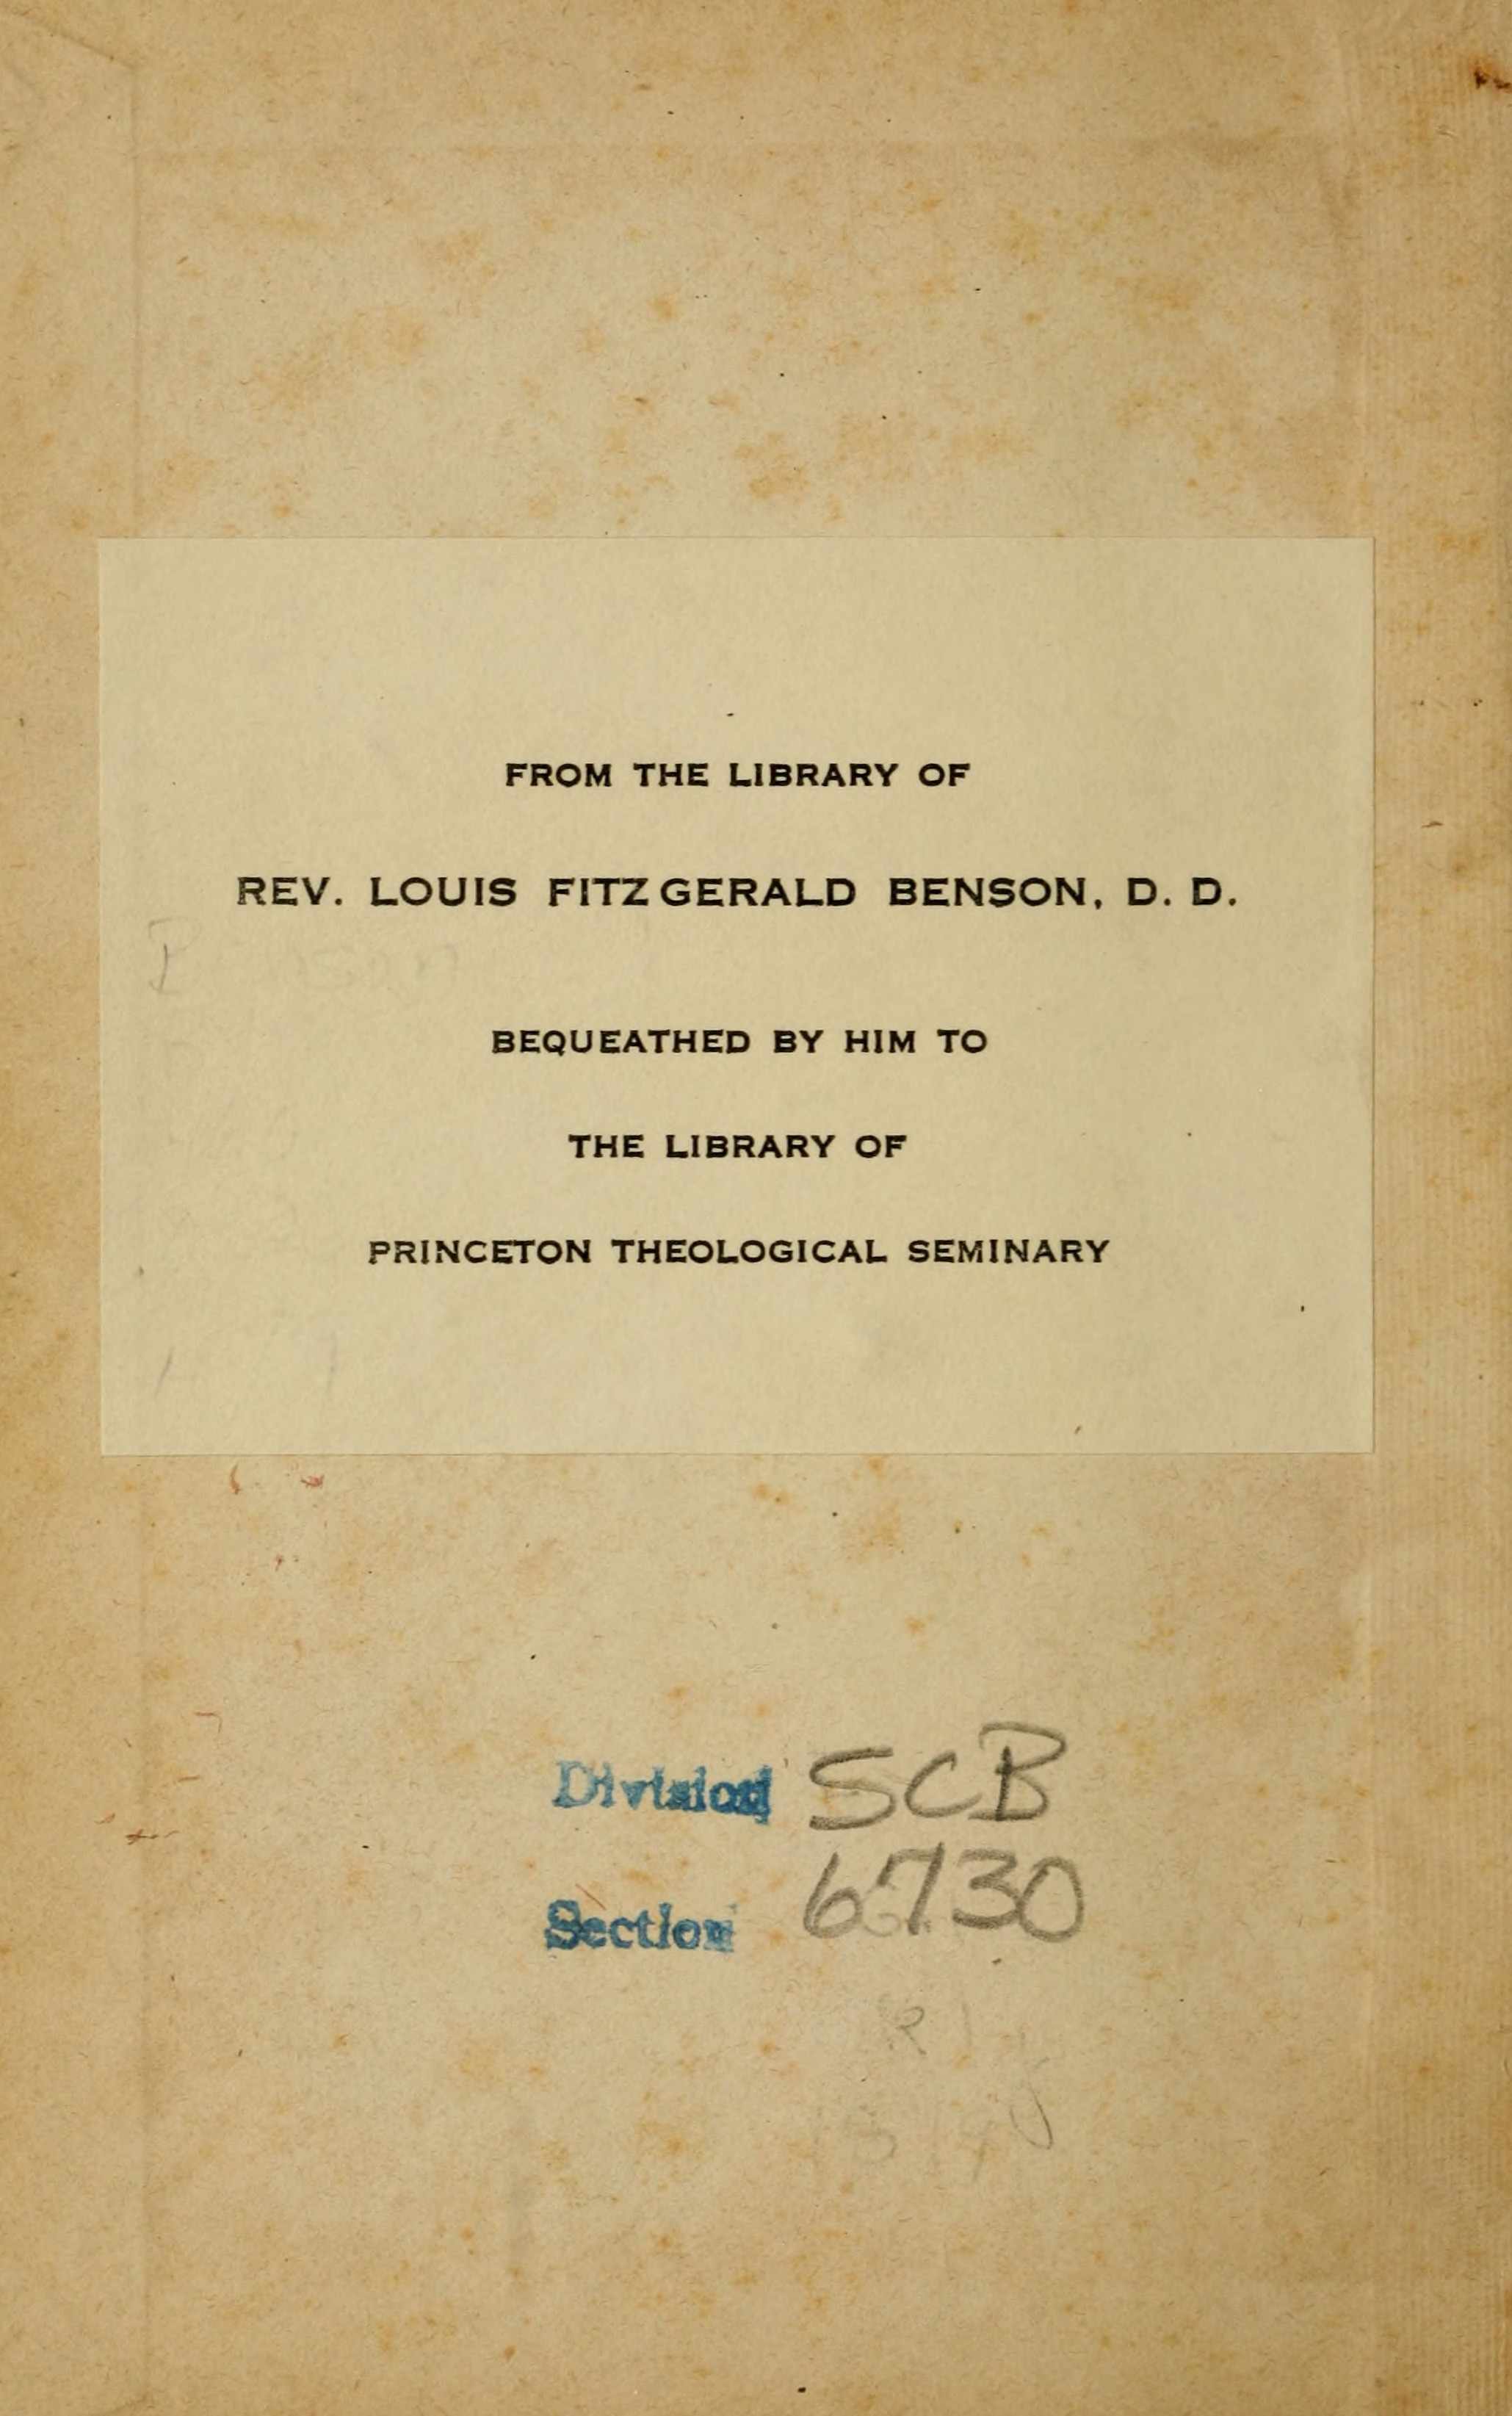 FROM THE LIBRARY OF
REV. LOUIS FITZGERALD BENSON, D. D.
BEQUEATHED BY HIM TO
THE LIBRARY OF
PRINCETON THEOLOGICAL SEMINARY
Division SCB
Section 6730